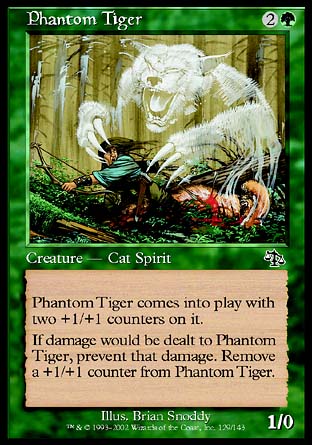 Phantom Tiger 2
Creature — Cat Spirit
Phantom Tiger comes into play with
two +1/+1 counters on it.
If damage would be dealt to Phantom
Tiger, prevent that damage. Remove
a +1/+1 counter from Phantom Tiger.
Illus. Brian Snoddy
™ & © 1993–2002 Wizards of the Coast, Inc. 129/143
1/0